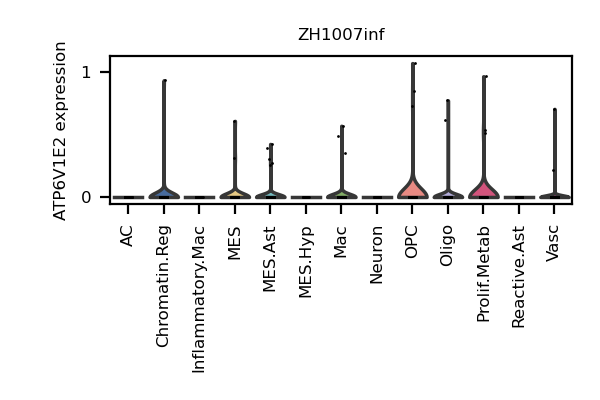 ZH1007inf
ATP6V1E2 expression
1
0
AC
Chromatin.Reg
Inflammatory.Mac
MES
MES.Ast
MES.Hyp
Mac
Neuron
OPC
Oligo
Prolif.Metab
Reactive.Ast
Vasc